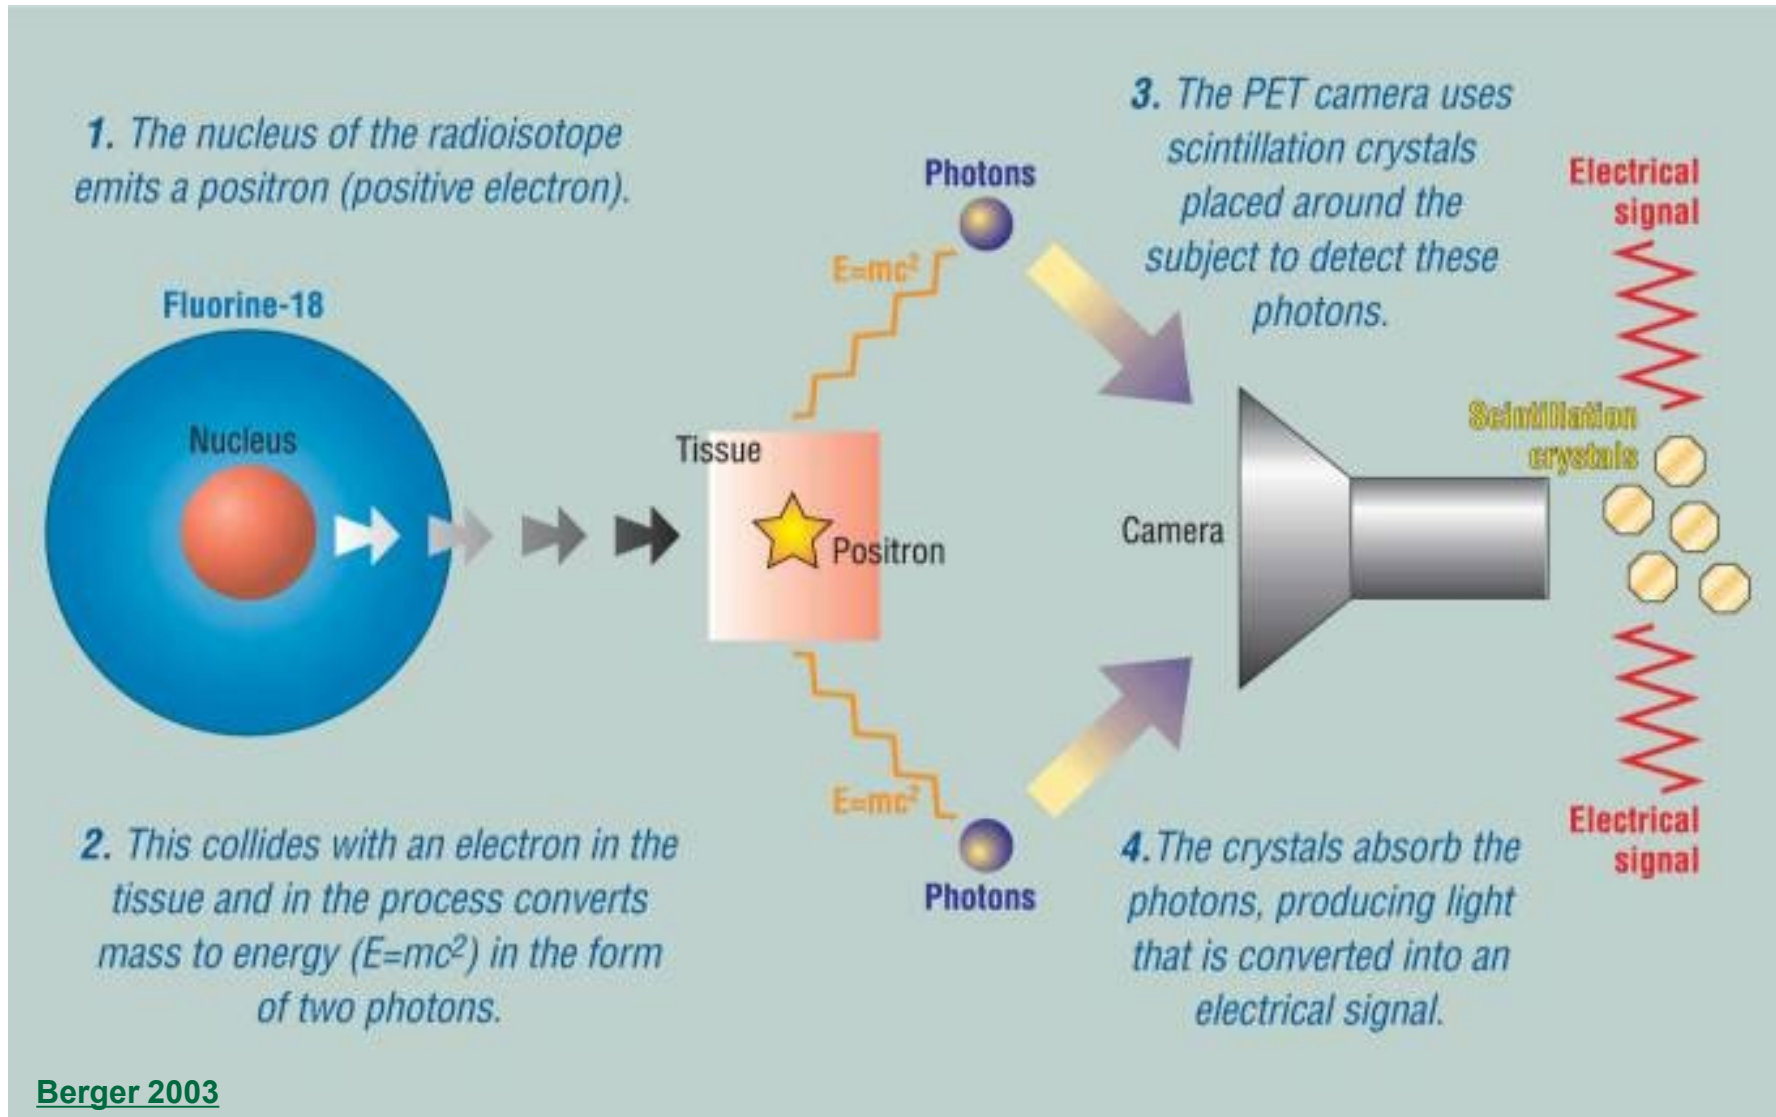 1. The nucleus of the radioisotope
emits a positron (positive electron).
Fluorine-18
Nucleus
2. This collides with an electron in the
tissue and in the process converts
mass to energy (E=mc²) in the form
of two photons.
Tissue
Positron
E=mc²
Photons
E=mc²
Photons
3. The PET camera uses
scintillation crystals
placed around the
subject to detect these
photons.
Camera
4.The crystals absorb the
photons, producing light
that is converted into an
electrical signal.
Electrical
signal
Scintillation
crystals
Electrical
signal
Berger 2003